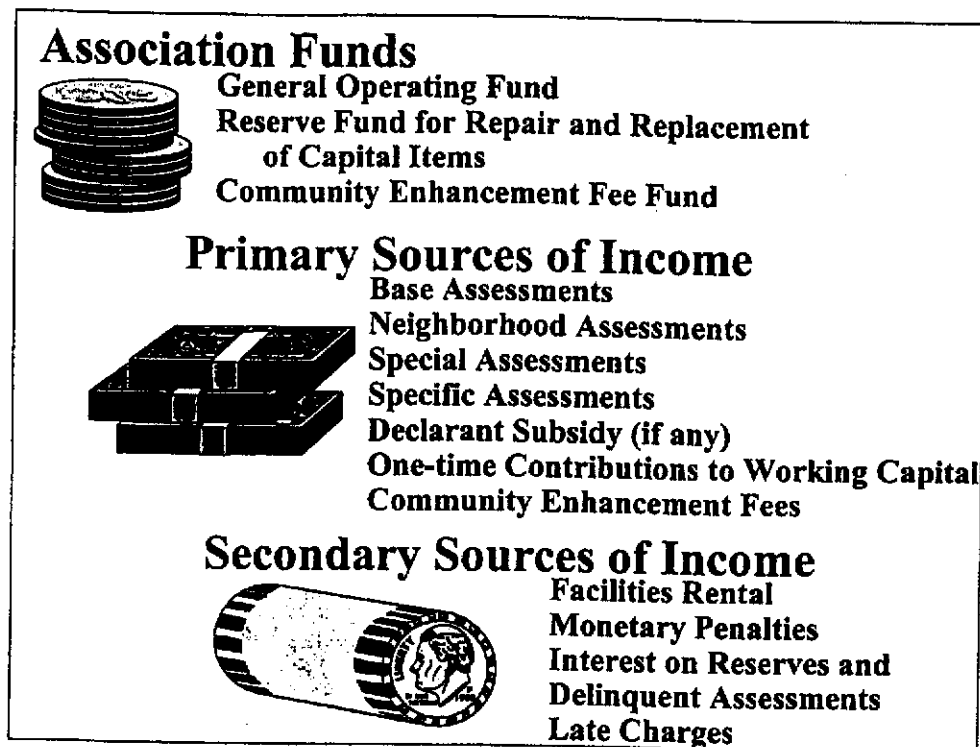 Association Funds
General Operating Fund
Reserve Fund for Repair and Replacement
of Capital Items
Community Enhancement Fee Fund
Primary Sources of Income
Base Assessments
Neighborhood Assessments
Special Assessments
Specific Assessments
Declarant Subsidy (if any)
One-time Contributions to Working Capital
Community Enhancement Fees
Secondary Sources of Income
Facilities Rental
Monetary Penalties
Interest on Reserves and
Delinquent Assessments
Late Charges
LIBERTY